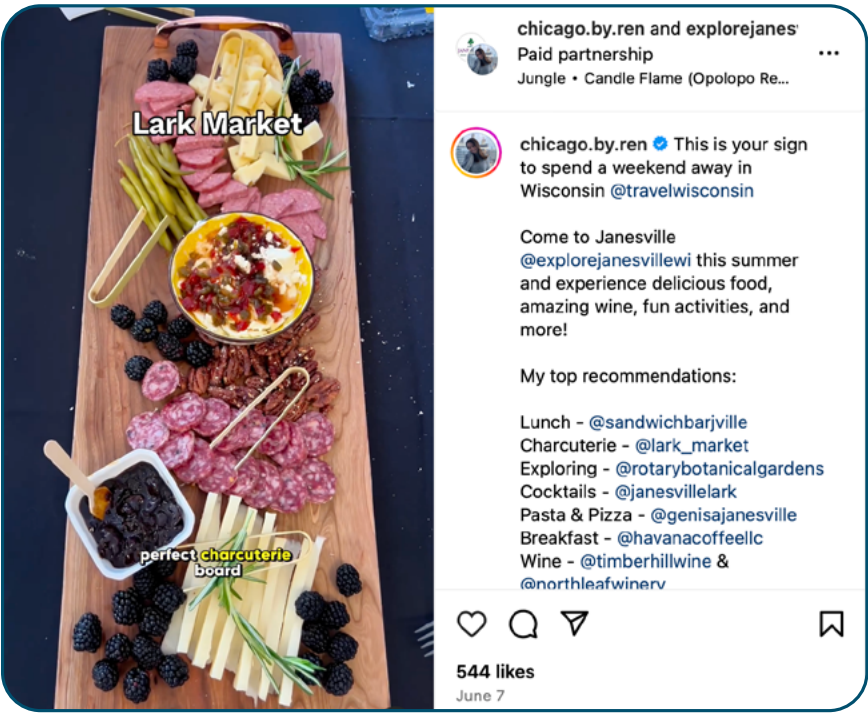 Lark Market
perfect charcuterie
board
chicago.by.ren and explorejanes
Paid partnership
Jungle • Candle Flame (Opolopo Re...
chicago.by.ren This is your sign
to spend a weekend away in
Wisconsin @travelwisconsin
Come to Janesville
@explorejanesvillewi this summer
and experience delicious food,
amazing wine, fun activities, and
more!
My top recommendations:
Lunch - @sandwichbarjville
Charcuterie - @lark_market
Exploring - @rotarybotanicalgardens
Cocktails - @janesvillelark
Pasta & Pizza - @genisajanesville
Breakfast - @havanacoffeellc
Wine - @timberhillwine &
@northleafwinery
544 likes
June 7